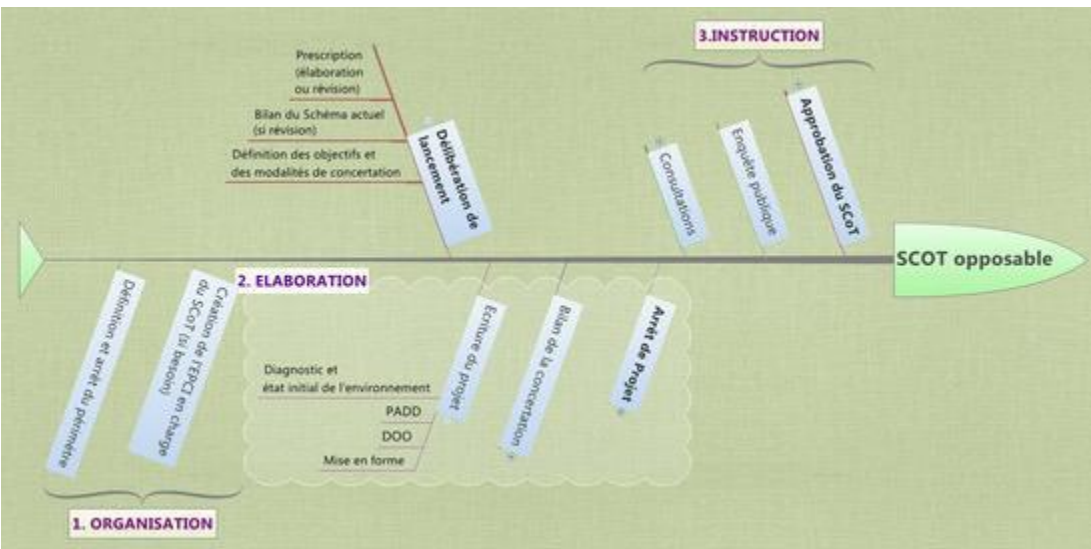 3.INSTRUCTION
Prescription
(élaboration
ou révision)
Bilan du Schéma actuel
(si révision)
Définition des objectifs et
des modalités de concertation
Délibération de
lancement
Consultations
Enquête publique
Approbation du SCoT
SCOT opposable
2. ELABORATION
Définition et arrêt du périmètre
Création de l'EPCI en charge
du SCoT (si besoin)
Ecriture du projet
Bilan de la concertation
Arrêt de Projet
Diagnostic et
état initial de l'environnement
PADD
DOO
Mise en forme
1. ORGANISATION